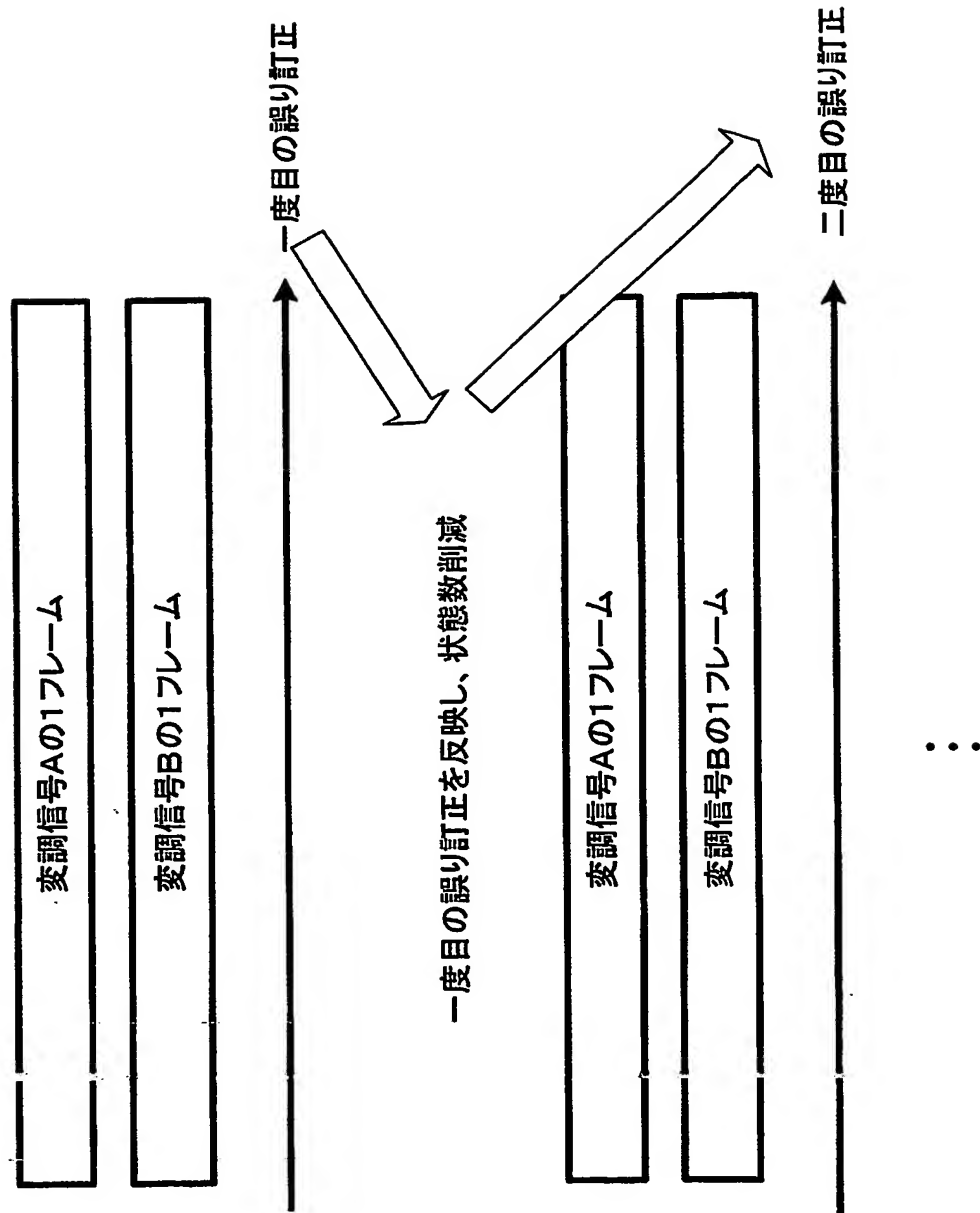 変調信号Aの1フレーム
変調信号Bの1フレーム
一度目の誤り訂正
一度目の誤り訂正を反映し、状態数削減
変調信号Aの1フレーム
変調信号Bの1フレーム
二度目の誤り訂正